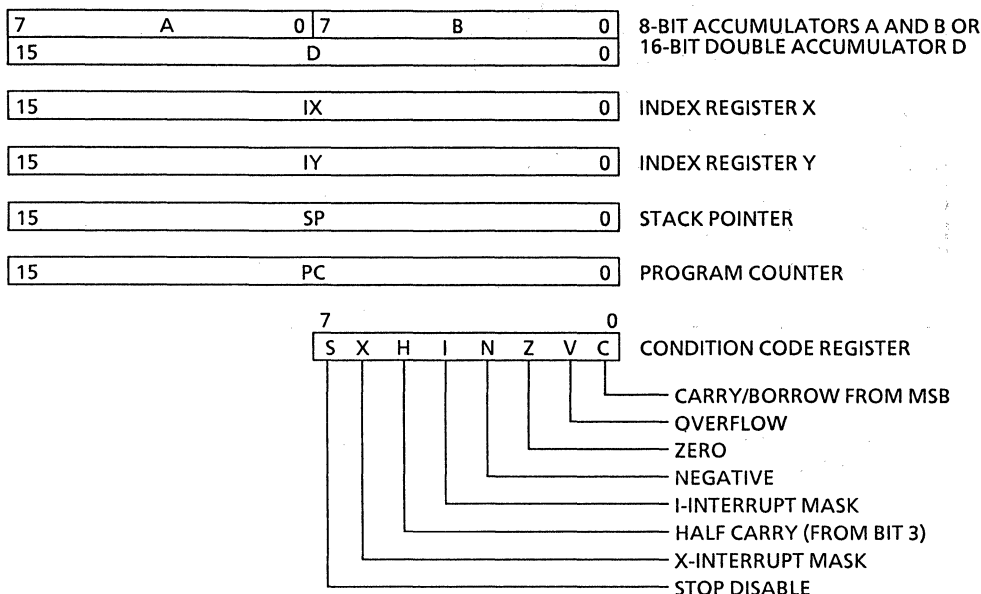 7 A 0 7 B 0 8-BIT ACCUMULATORS A AND B OR
15 D 0 16-BIT DOUBLE ACCUMULATOR D
15 IX 0 INDEX REGISTER X
15 IY 0 INDEX REGISTER Y
15 SP 0 STACK POINTER
15 PC 0 PROGRAM COUNTER
7 0
S X H I N Z V C CONDITION CODE REGISTER
CARRY/BORROW FROM MSB
QVERFLOW
ZERO
NEGATIVE
I-INTERRUPT MASK
HALF CARRY (FROM BIT 3)
X-INTERRUPT MASK
STOP DISABLE